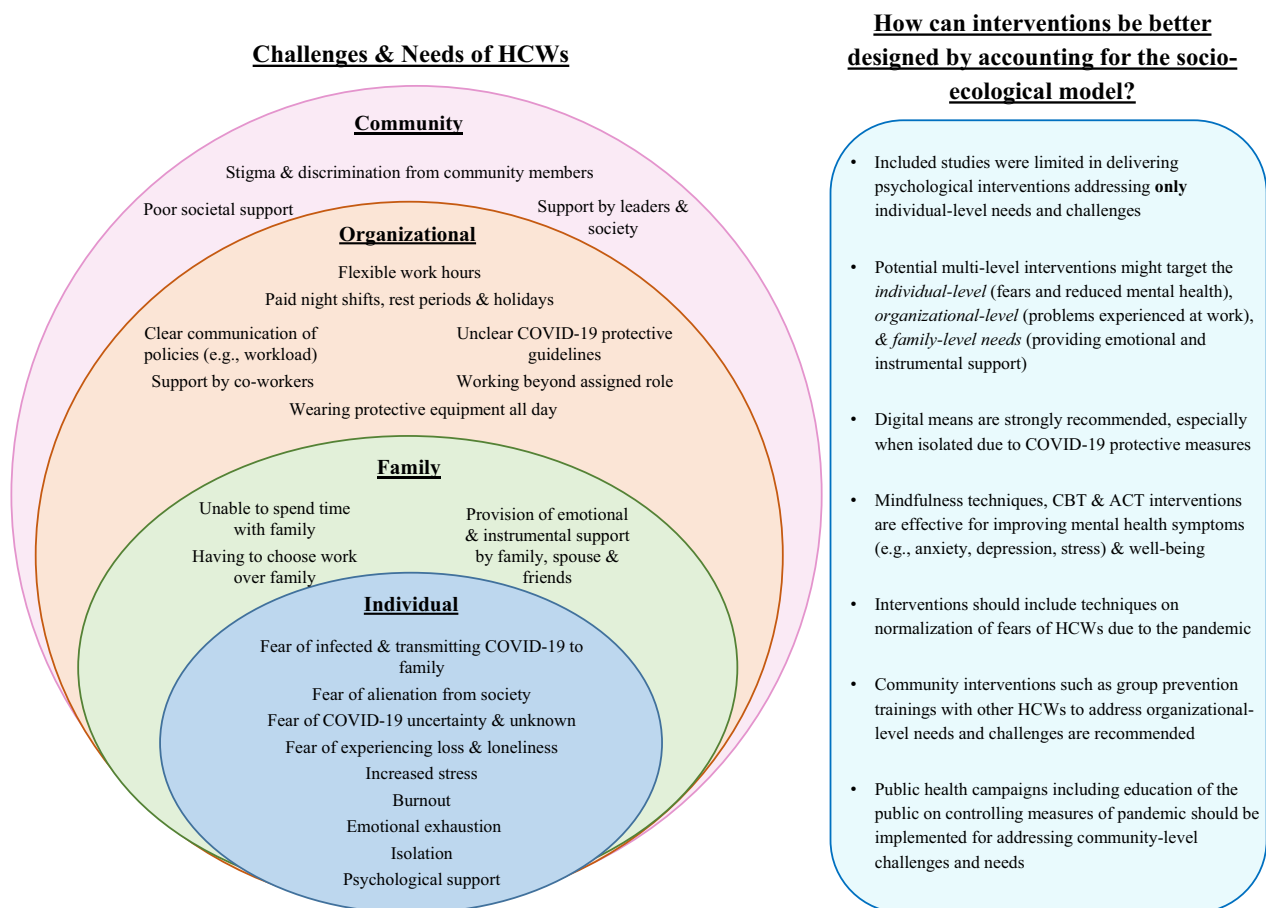 Challenges & Needs of HCWs
Community
Stigma & discrimination from community members
Poor societal support
Support by leaders &
society
Organizational
Flexible work hours
Paid night shifts, rest periods & holidays
Clear communication of
policies (e.g., workload)
Support by co-workers
Unclear COVID-19 protective
guidelines
Working beyond assigned role
Wearing protective equipment all day
Family
Unable to spend time
with family
Having to choose work
over family
Provision of emotional
& instrumental support
by family, spouse &
friends
Individual
Fear of infected & transmitting COVID-19 to
family
Fear of alienation from society
Fear of COVID-19 uncertainty & unknown
Fear of experiencing loss & loneliness
Increased stress
Burnout
Emotional exhaustion
Isolation
Psychological support
How can interventions be better
designed by accounting for the socio-
ecological model?
• Included studies were limited in delivering
psychological interventions addressing only
individual-level needs and challenges
• Potential multi-level interventions might target the
individual-level (fears and reduced mental health),
organizational-level (problems experienced at work),
& family-level needs (providing emotional and
instrumental support)
• Digital means are strongly recommended, especially
when isolated due to COVID-19 protective measures
• Mindfulness techniques, CBT & ACT interventions
are effective for improving mental health symptoms
(e.g., anxiety, depression, stress) & well-being
• Interventions should include techniques on
normalization of fears of HCWs due to the pandemic
• Community interventions such as group prevention
trainings with other HCWs to address organizational-
level needs and challenges are recommended
• Public health campaigns including education of the
public on controlling measures of pandemic should be
implemented for addressing community-level
challenges and needs